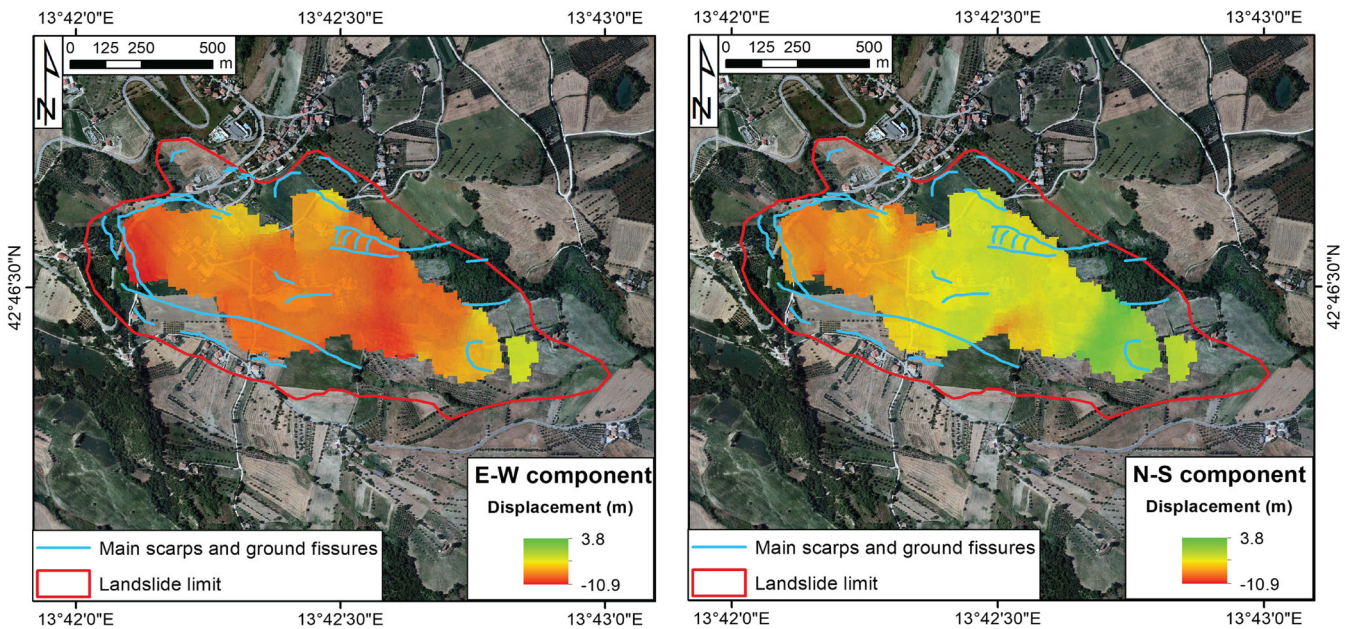 13°42'0"E 13°42'30"E 13°43'0"E
0 125 250 500
m
N
42°46'30"N
E-W component
Displacement (m)
3.8
-10.9
Main scarps and ground fissures
Landslide limit
13°42'0"E 13°42'30"E 13°43'0"E
13°42'0"E 13°42'30"E 13°43'0"E
0 125 250 500
m
N
42°46'30"N
N-S component
Displacement (m)
3.8
-10.9
Main scarps and ground fissures
Landslide limit
13°42'0"E 13°42'30"E 13°43'0"E